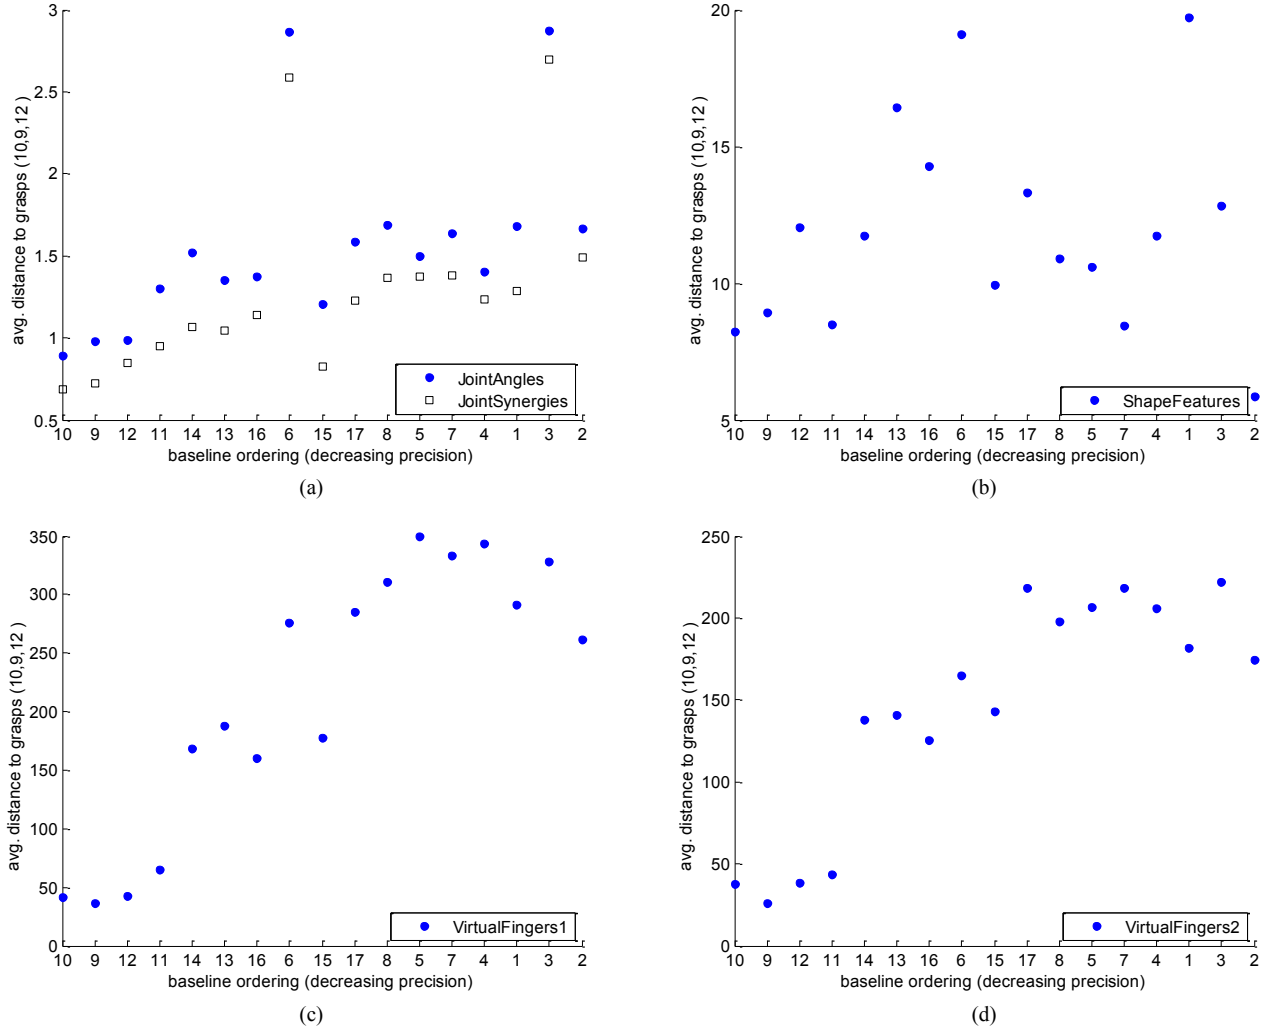 3
2.5
2
1.5
1
0.5
avg. distance to grasps (10,9,12 )
JointAngles
JointSynergies
10 9 12 11 14 13 16 6 15 17 8 5 7 4 1 3 2
baseline ordering (decreasing precision)
(a)
20
15
10
5
avg. distance to grasps (10,9,12 )
ShapeFeatures
10 9 12 11 14 13 16 6 15 17 8 5 7 4 1 3 2
baseline ordering (decreasing precision)
(b)
350
300
250
200
150
100
50
0
avg. distance to grasps (10,9,12 )
VirtualFingers1
10 9 12 11 14 13 16 6 15 17 8 5 7 4 1 3 2
baseline ordering (decreasing precision)
(c)
250
200
150
100
50
0
avg. distance to grasps (10,9,12 )
VirtualFingers2
10 9 12 11 14 13 16 6 15 17 8 5 7 4 1 3 2
baseline ordering (decreasing precision)
(d)